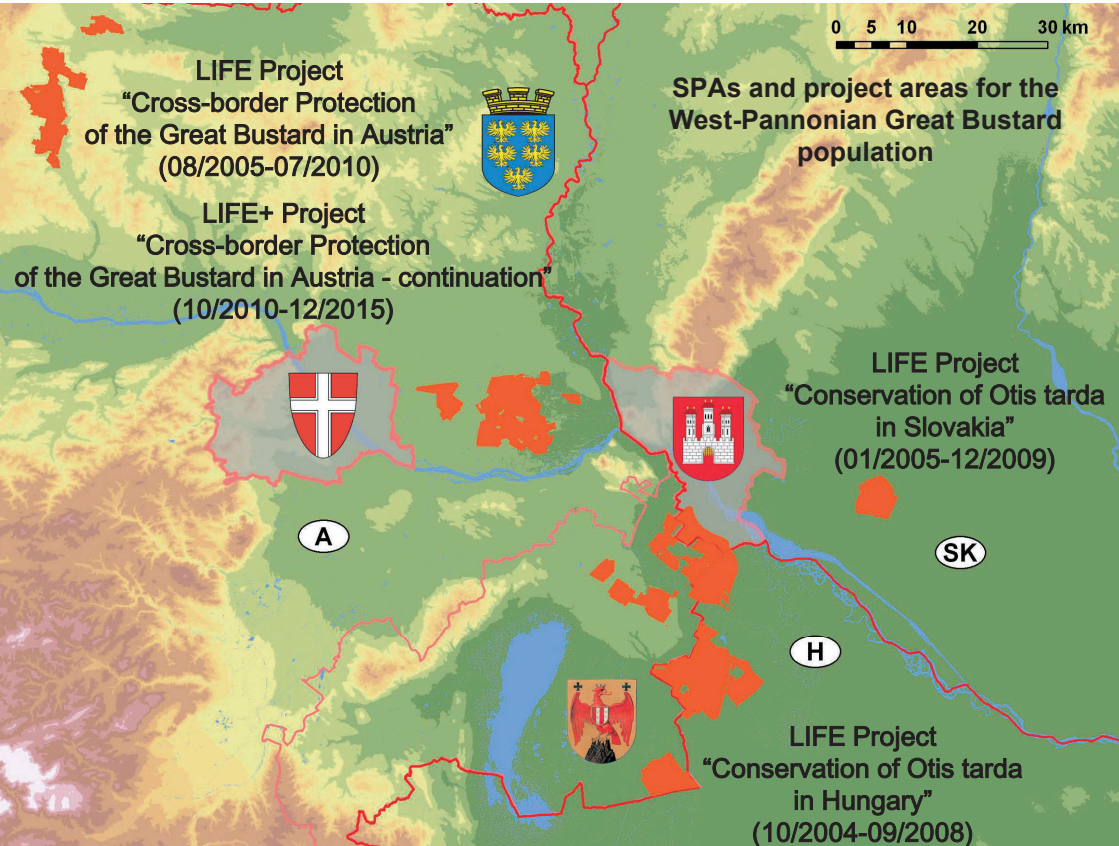 0 5 10 20 30 km
SPAs and project areas for the
West-Pannonian Great Bustard
population
LIFE Project
“Cross-border Protection
of the Great Bustard in Austria”
(08/2005-07/2010)
LIFE+ Project
“Cross-border Protection
of the Great Bustard in Austria - continuation”
(10/2010-12/2015)
LIFE Project
“Conservation of Otis tarda
in Slovakia”
(01/2005-12/2009)
A
SK
H
LIFE Project
“Conservation of Otis tarda
in Hungary”
(10/2004-09/2008)